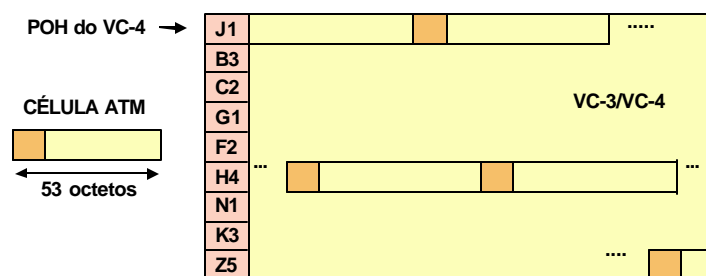 POH do VC-4
J1
.....
B3
C2
VC-3/VC-4
CÉLULA ATM
G1
F2
...
H4
...
53 octetos
N1
K3
....
Z5